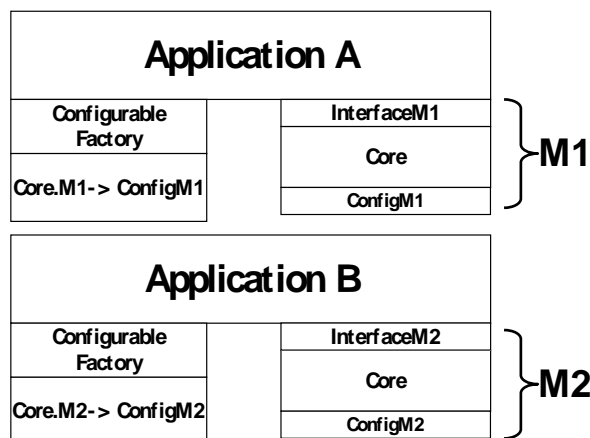 Application A
Configurable
Factory
Core.M1-> ConfigM1
InterfaceM1
Core
ConfigM1
M1
Application B
Configurable
Factory
Core.M2-> ConfigM2
InterfaceM2
Core
ConfigM2
M2